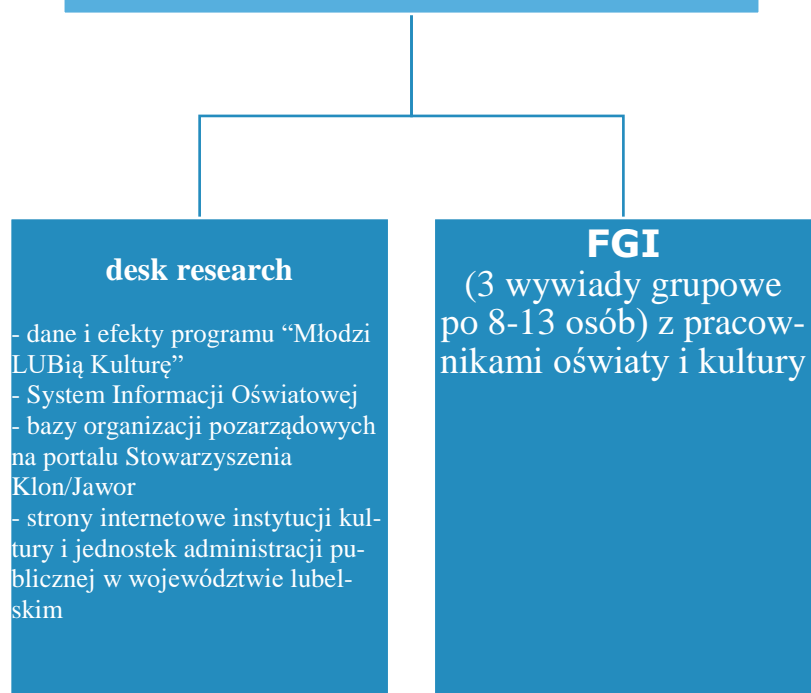 desk research
- dane i efekty programu “Młodzi
LUBią Kulturę”
- System Informacji Oświatowej
- bazy organizacji pozarządowych
na portalu Stowarzyszenia
Klon/Jawor
- strony internetowe instytucji kul-
tury i jednostek administracji pu-
blicznej w województwie lubel-
skim
FGI
(3 wywiady grupowe
po 8-13 osób) z pracow-
nikami oświaty i kultury